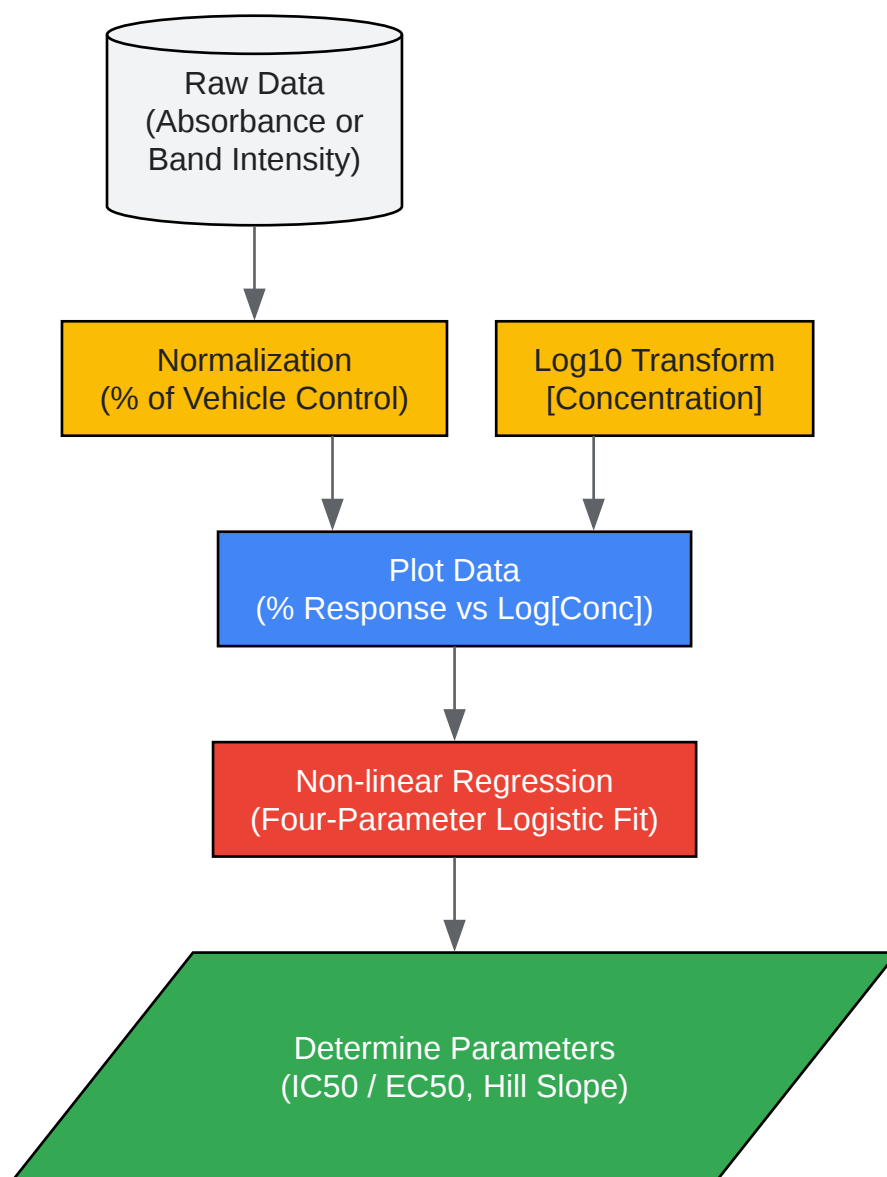 Raw Data
(Absorbance or
Band Intensity)
Normalization
(% of Vehicle Control)
Log10 Transform
[Concentration]
Plot Data
(% Response vs Log[Conc])
Non-linear Regression
(Four-Parameter Logistic Fit)
Determine Parameters
(IC50 / EC50, Hill Slope)